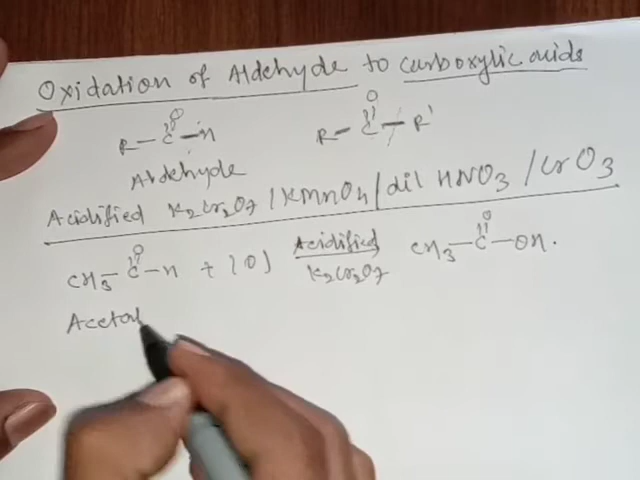 Oxidation of Aldehyde to carboxylic acids
R-C(=O)-H R-C(=O)-R'
Aldehyde
Acidified K2Cr2O7 / KMnO4 / dil HNO3 / CrO3
CH3-C(=O)-H + [O] Acidified K2Cr2O7 CH3-C(=O)-OH.
Acetal